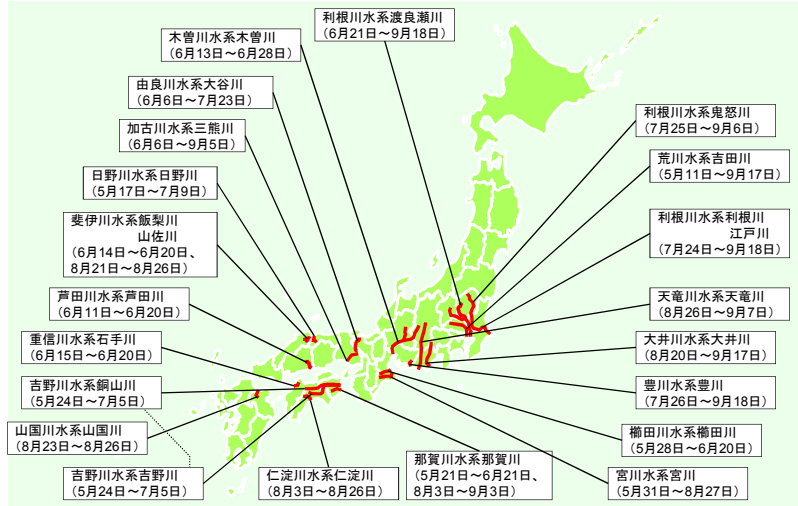 利根川水系渡良瀬川
（6月21日～9月18日）
木曽川水系木曽川
（6月13日～6月28日）
由良川水系大谷川
（6月6日～7月23日）
加古川水系三熊川
（6月6日～9月5日）
日野川水系日野川
（5月17日～7月9日）
斐伊川水系飯梨川
山佐川
（6月14日～6月20日、
8月21日～8月26日）
芦田川水系芦田川
（6月11日～6月20日）
重信川水系石手川
（6月15日～6月20日）
吉野川水系銅山川
（5月24日～7月5日）
山国川水系山国川
（8月23日～8月26日）
吉野川水系吉野川
（5月24日～7月5日）
仁淀川水系仁淀川
（8月3日～8月26日）
那賀川水系那賀川
（5月21日～6月21日、
8月3日～9月3日）
利根川水系鬼怒川
（7月25日～9月6日）
荒川水系吉田川
（5月11日～9月17日）
利根川水系利根川
江戸川
（7月24日～9月18日）
天竜川水系天竜川
（8月26日～9月7日）
大井川水系大井川
（8月20日～9月17日）
豊川水系豊川
（7月26日～9月18日）
櫛田川水系櫛田川
（5月28日～6月20日）
宮川水系宮川
（5月31日～8月27日）